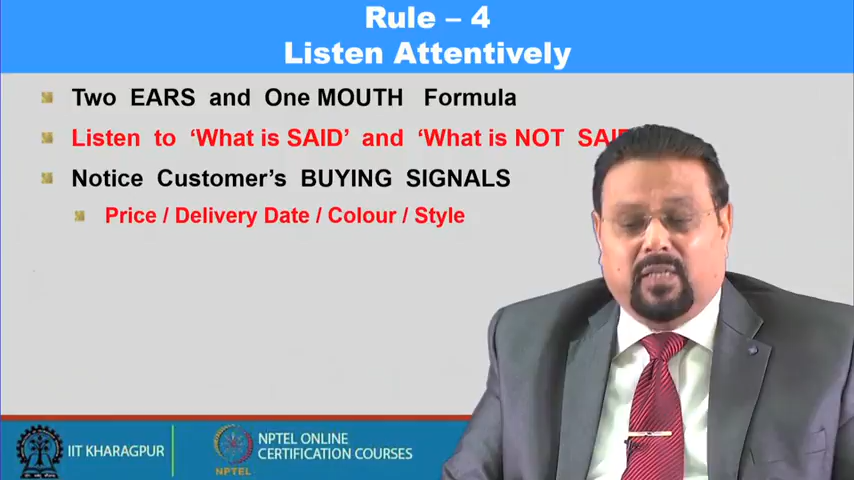 Rule – 4
Listen Attentively
Two EARS and One MOUTH Formula
Listen to ‘What is SAID’ and ‘What is NOT
Notice Customer’s BUYING SIGNALS
Price / Delivery Date / Colour / Style
IIT KHARAGPUR
NPTEL
NPTEL ONLINE
CERTIFICATION COURSES